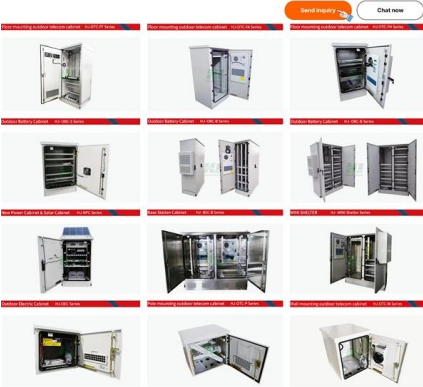 Send inquiry
Chat now
Floor mounting outdoor telecom cabinet HJ-OTC-FF Series
Floor mounting outdoor telecom cabinet HJ-OTC-FA Series
Floor mounting outdoor telecom cabinet HJ-OTC-FH Series
Outdoor Battery Cabinet HJ-OBC-S Series
Outdoor Battery Cabinet HJ-OBC-B Series
Outdoor Battery Cabinet HJ-OBC-B Series
New Power Cabinet & Solar Cabinet HJ-NPC Series
Base Station Cabinet HJ-BSC-B Series
MINI SHELTER HJ-MINI Shelter Series
Outdoor Electric Cabinet HJ-OEC Series
Pole mounting outdoor telecom cabinet HJ-OTC-P Series
Wall mounting outdoor telecom cabinet HJ-OTC-W Series